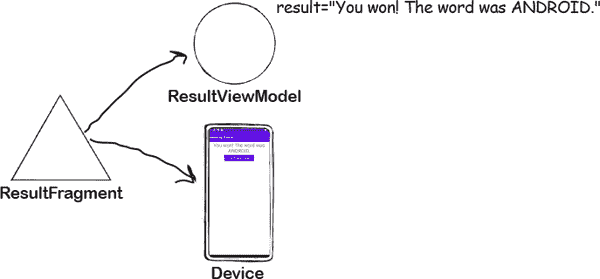 result="You won! The word was ANDROID."
ResultViewModel
ResultFragment
You won! The word was
ANDROID.
Device